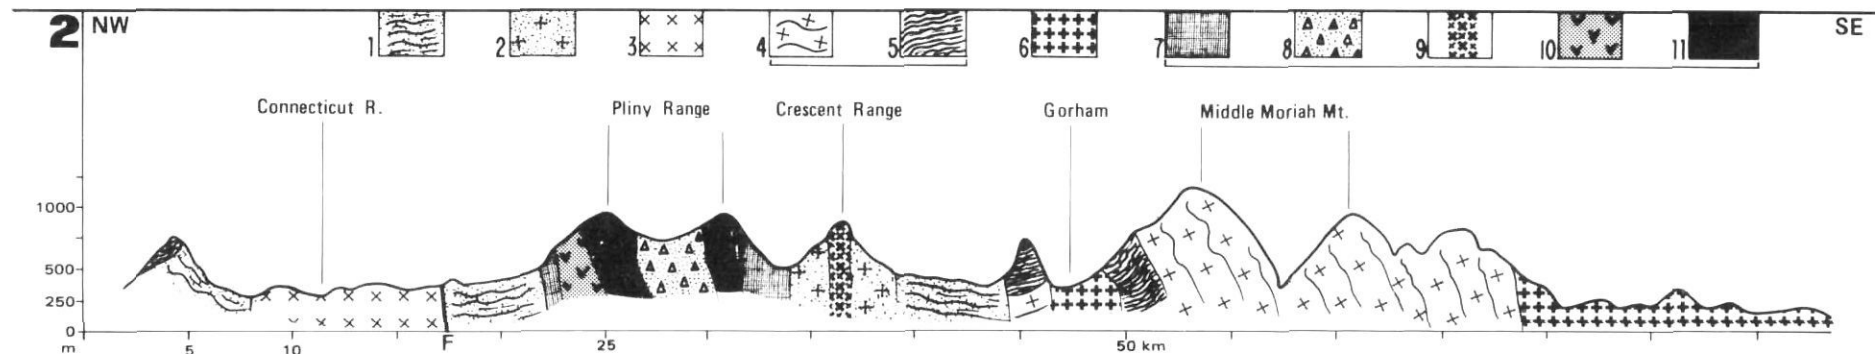 2 NW 1 2 3 4 5 6 7 8 9 10 11 SE
Connecticut R. Pliny Range Crescent Range Gorham Middle Moriah Mt.
1000
500
250
0
m 5 10 F 25 50 km